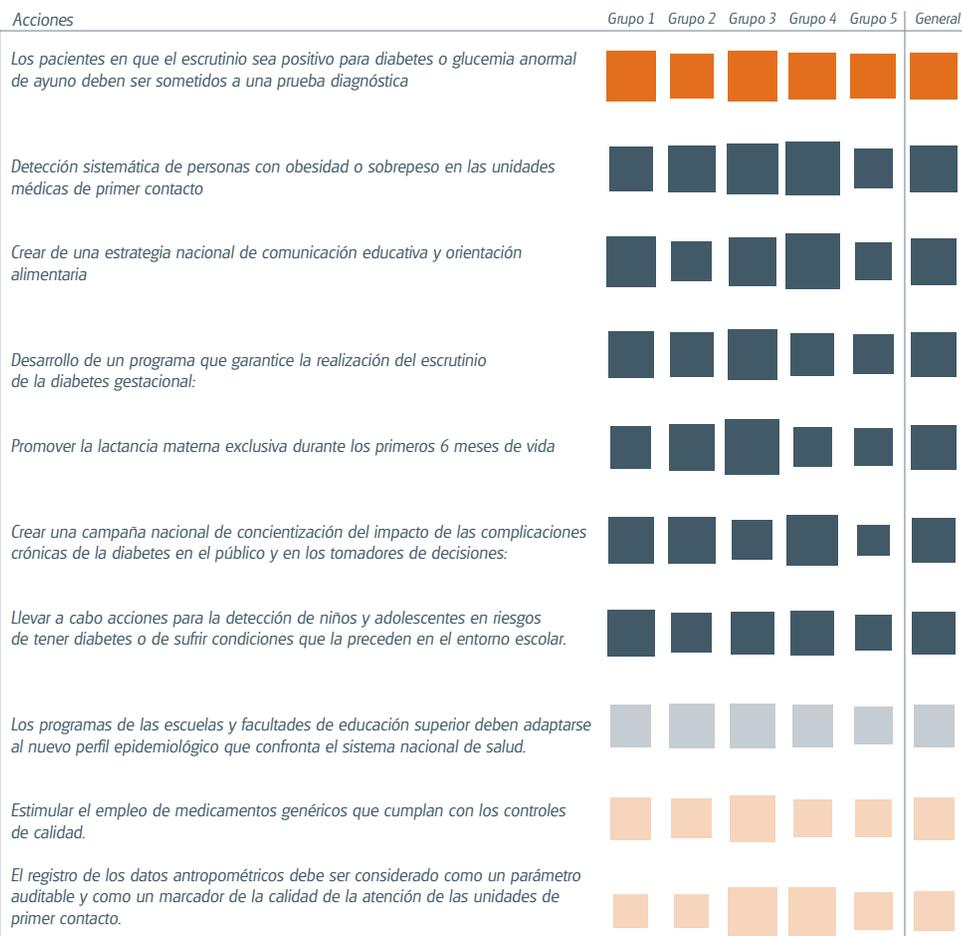 Acciones Grupo 1 Grupo 2 Grupo 3 Grupo 4 Grupo 5 General
Los pacientes en que el escrutinio sea positivo para diabetes o glucemia anormal
de ayuno deben ser sometidos a una prueba diagnóstica
Detección sistemática de personas con obesidad o sobrepeso en las unidades
médicas de primer contacto
Crear de una estrategia nacional de comunicación educativa y orientación
alimentaria
Desarrollo de un programa que garantice la realización del escrutinio
de la diabetes gestacional:
Promover la lactancia materna exclusiva durante los primeros 6 meses de vida
Crear una campaña nacional de concientización del impacto de las complicaciones
crónicas de la diabetes en el público y en los tomadores de decisiones:
Llevar a cabo acciones para la detección de niños y adolescentes en riesgos
de tener diabetes o de sufrir condiciones que la preceden en el entorno escolar.
Los programas de las escuelas y facultades de educación superior deben adaptarse
al nuevo perfil epidemiológico que confronta el sistema nacional de salud.
Estimular el empleo de medicamentos genéricos que cumplan con los controles
de calidad.
El registro de los datos antropométricos debe ser considerado como un parámetro
auditable y como un marcador de la calidad de la atención de las unidades de
primer contacto.